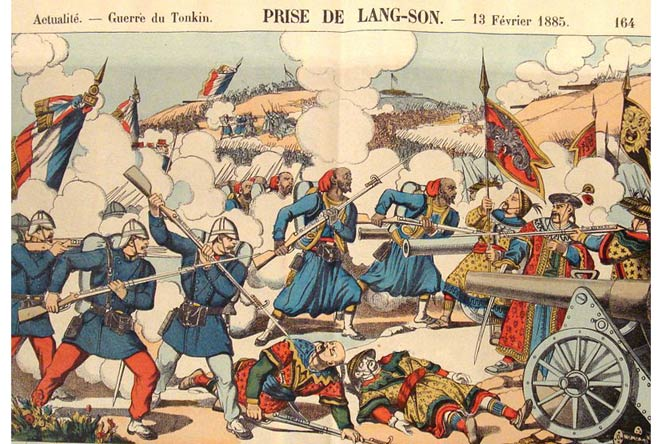 Actualité. — Guerre du Tonkin. PRISE DE LANG-SON. — 13 Février 1885. 164